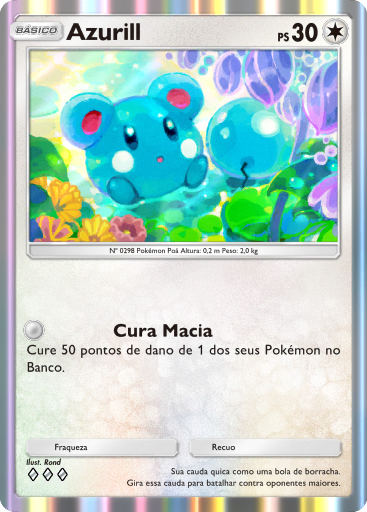 BÁSICO Azurill PS 30
Nº 0298 Pokémon Poá Altura: 0,2 m Peso: 2,0 kg
Cura Macia
Cure 50 pontos de dano de 1 dos seus Pokémon no
Banco.
Fraqueza Recuo
Ilust. Rond
Sua cauda quica como uma bola de borracha.
Gira essa cauda para batalhar contra oponentes maiores.